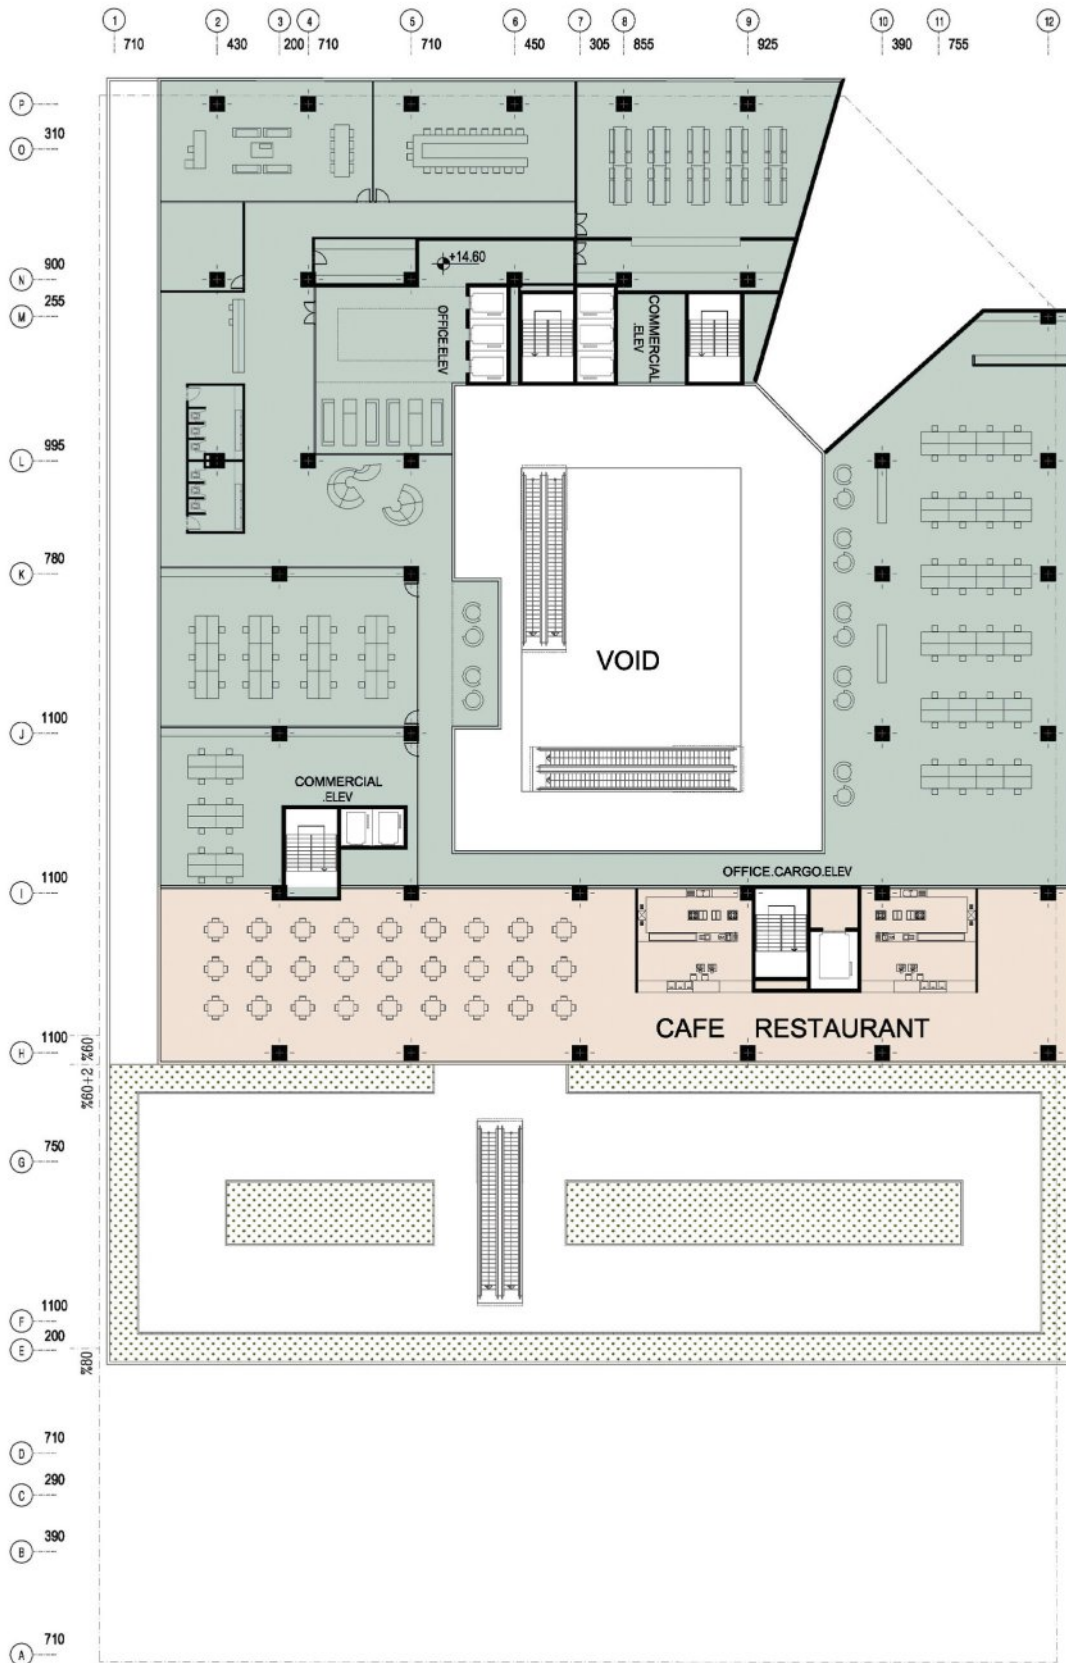 1 2 3 4 5 6 7 8 9 10 11 12
710 430 200 710 710 450 305 855 925 390 755
P
310
O
900
N
+14.60
255
M
OFFICE.ELEV
COMMERCIAL
.ELEV
995
L
780
K
VOID
1100
J
COMMERCIAL
.ELEV
1100
I
OFFICE.CARGO.ELEV
CAFE RESTAURANT
1100
H
%60
%60+2
750
G
1100
F
200
E
%80
710
D
290
C
390
B
710
A